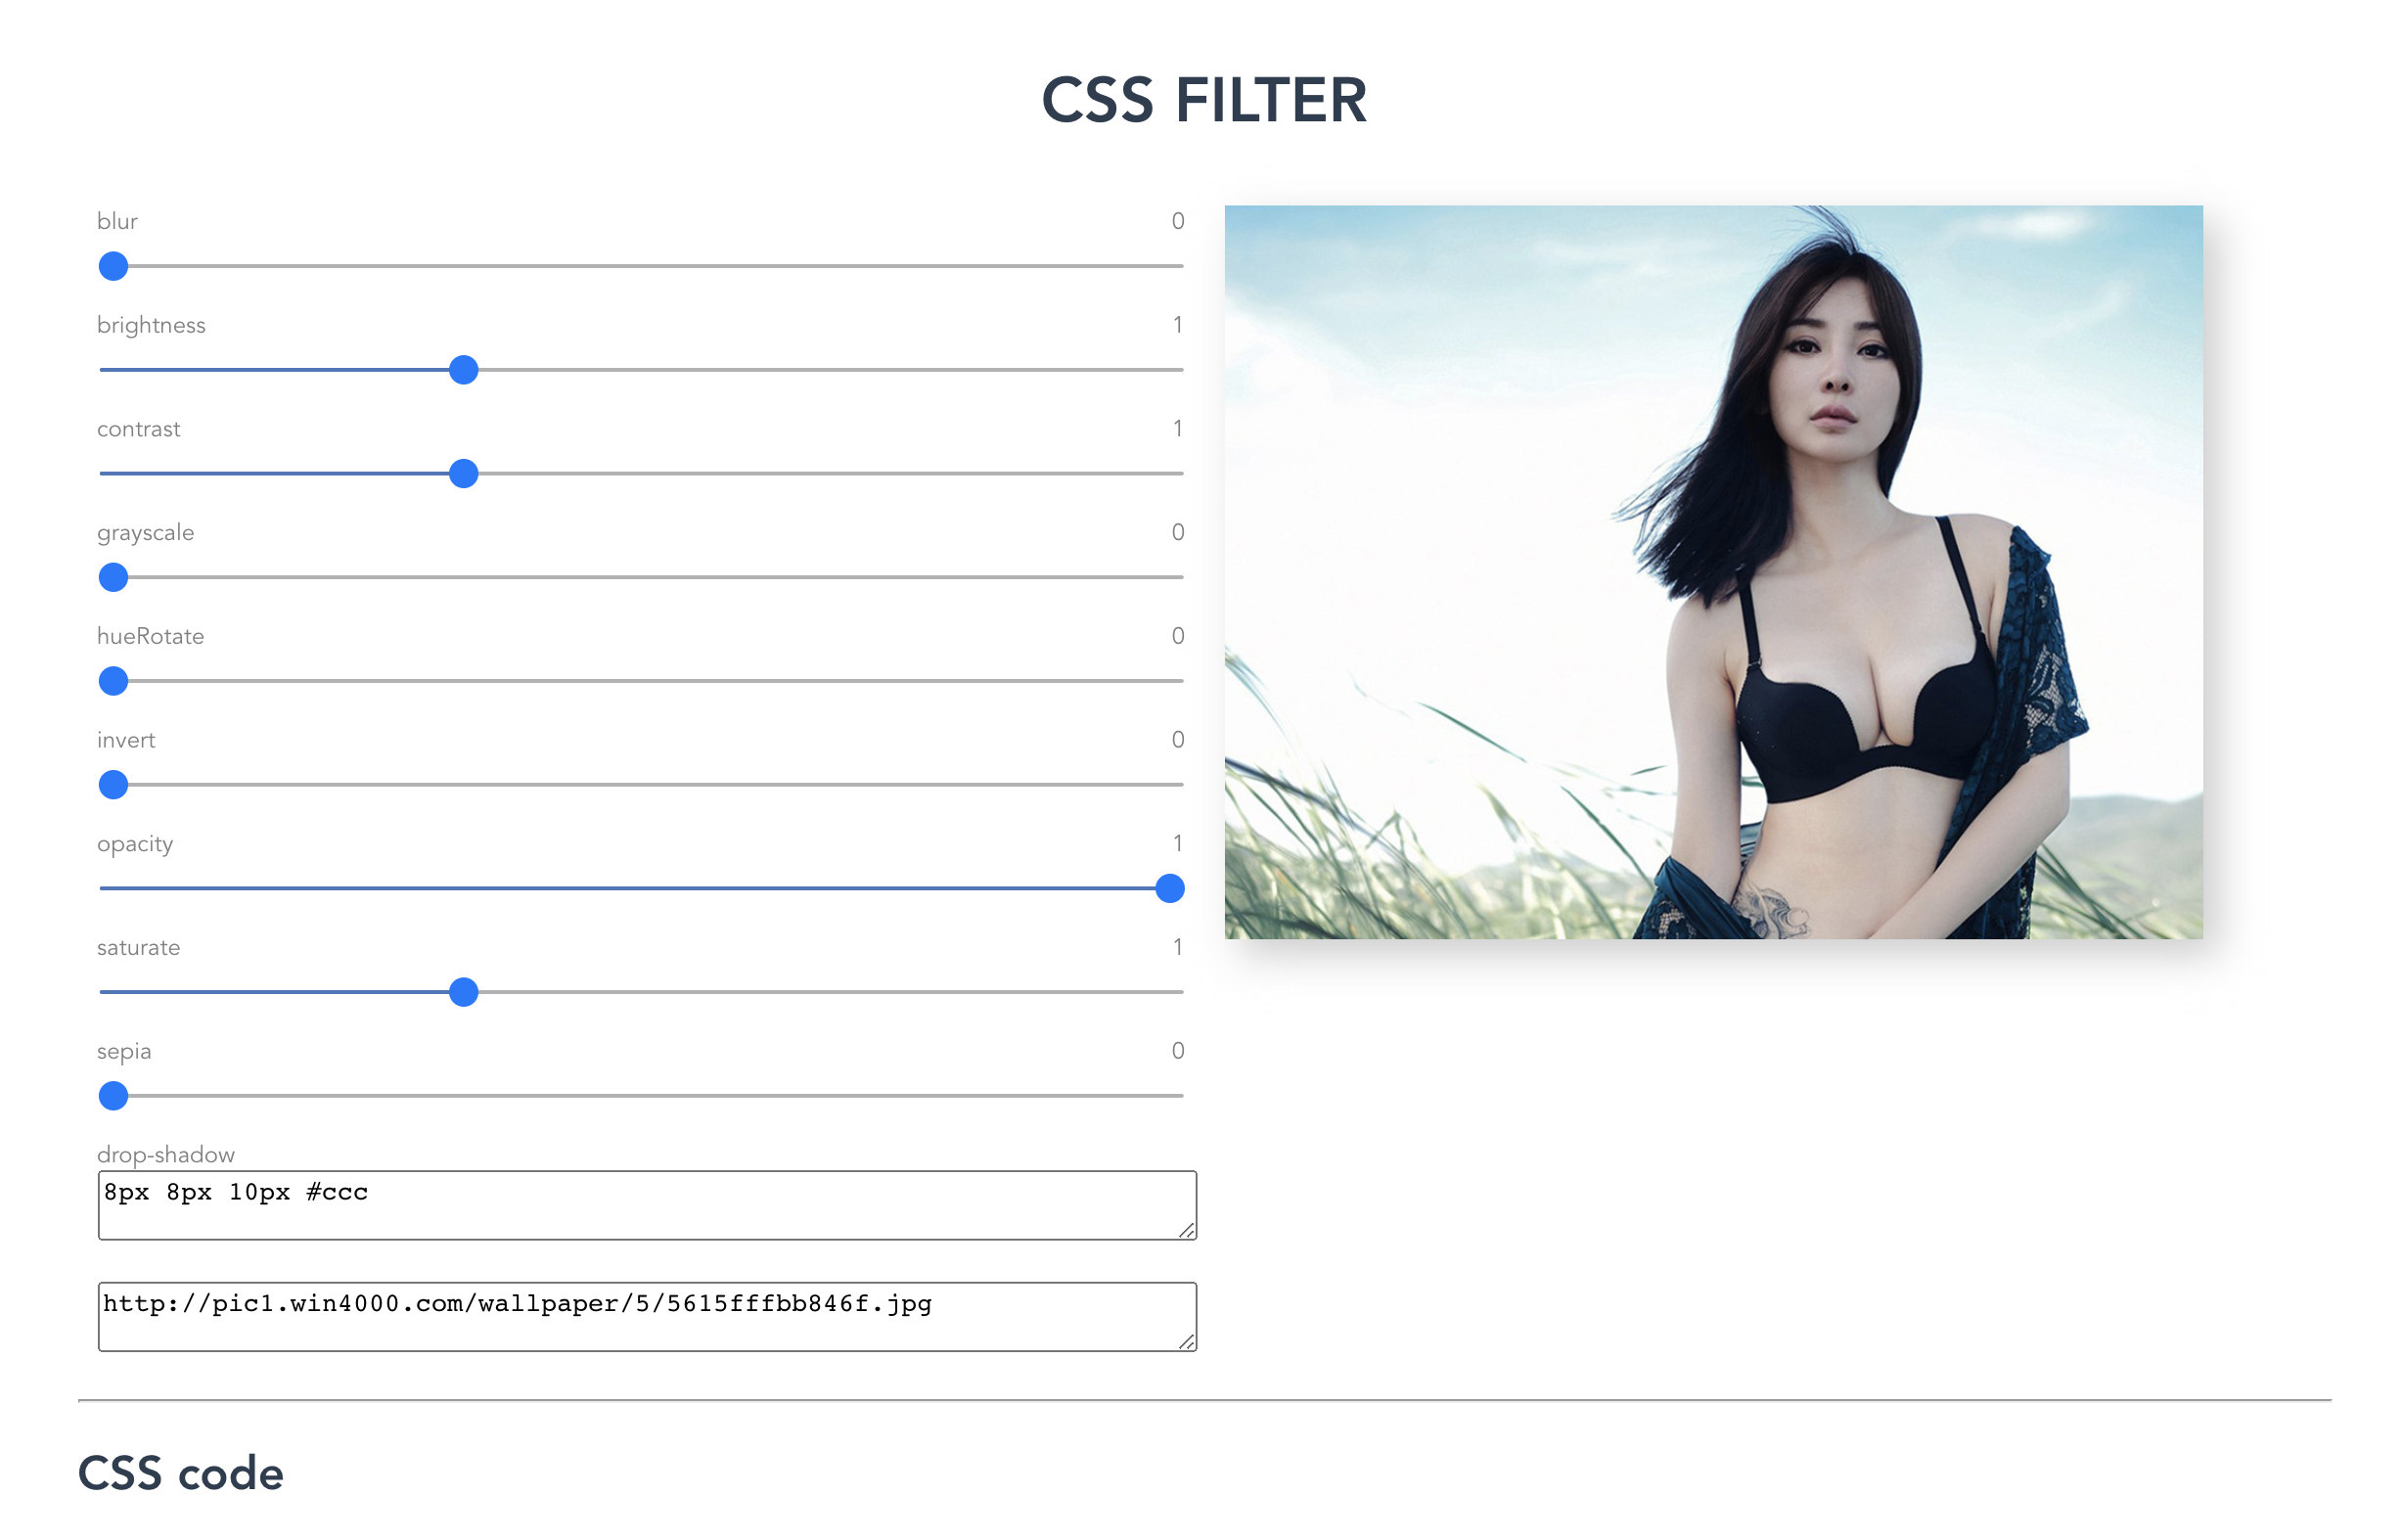 CSS FILTER
blur 0
brightness 1
contrast 1
grayscale 0
hueRotate 0
invert 0
opacity 1
saturate 1
sepia 0
drop-shadow
8px 8px 10px #ccc
http://pic1.win4000.com/wallpaper/5/5615fffbb846f.jpg
CSS code